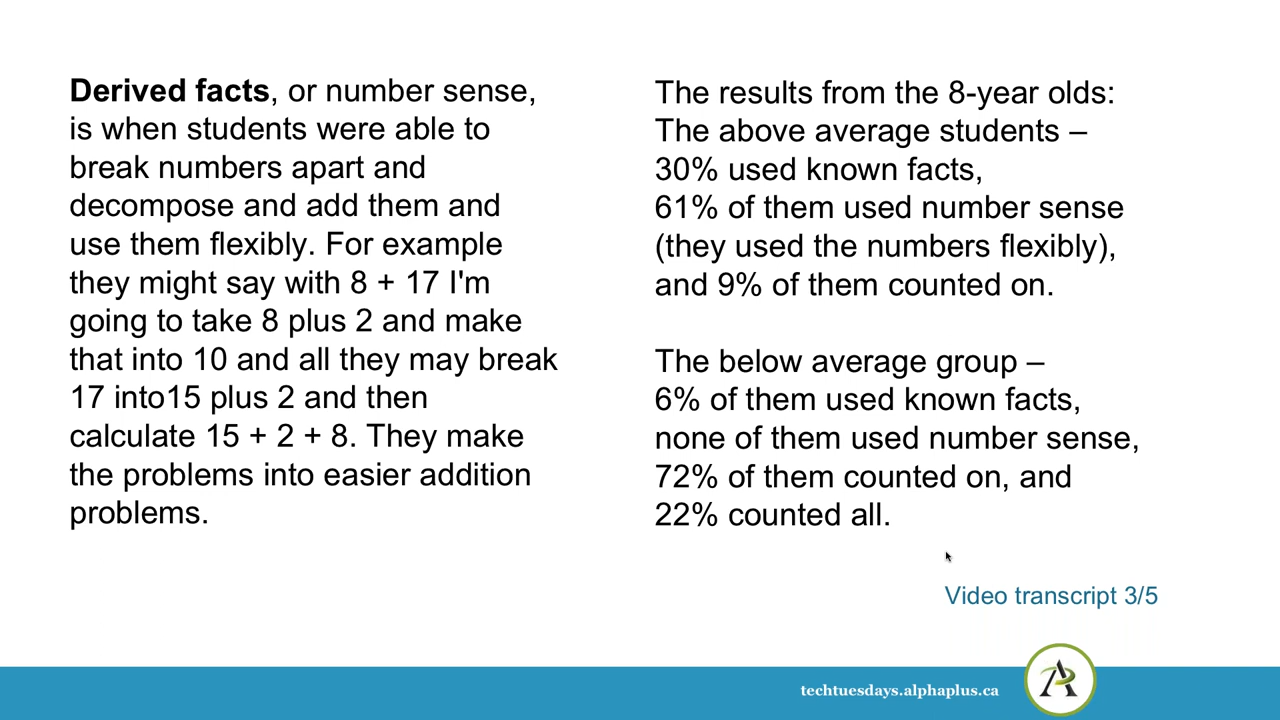 Derived facts, or number sense,
is when students were able to
break numbers apart and
decompose and add them and
use them flexibly. For example
they might say with 8 + 17 I'm
going to take 8 plus 2 and make
that into 10 and all they may break
17 into15 plus 2 and then
calculate 15 + 2 + 8. They make
the problems into easier addition
problems.
The results from the 8-year olds:
The above average students –
30% used known facts,
61% of them used number sense
(they used the numbers flexibly),
and 9% of them counted on.
The below average group –
6% of them used known facts,
none of them used number sense,
72% of them counted on, and
22% counted all.
Video transcript 3/5
techtuesdays.alphaplus.ca